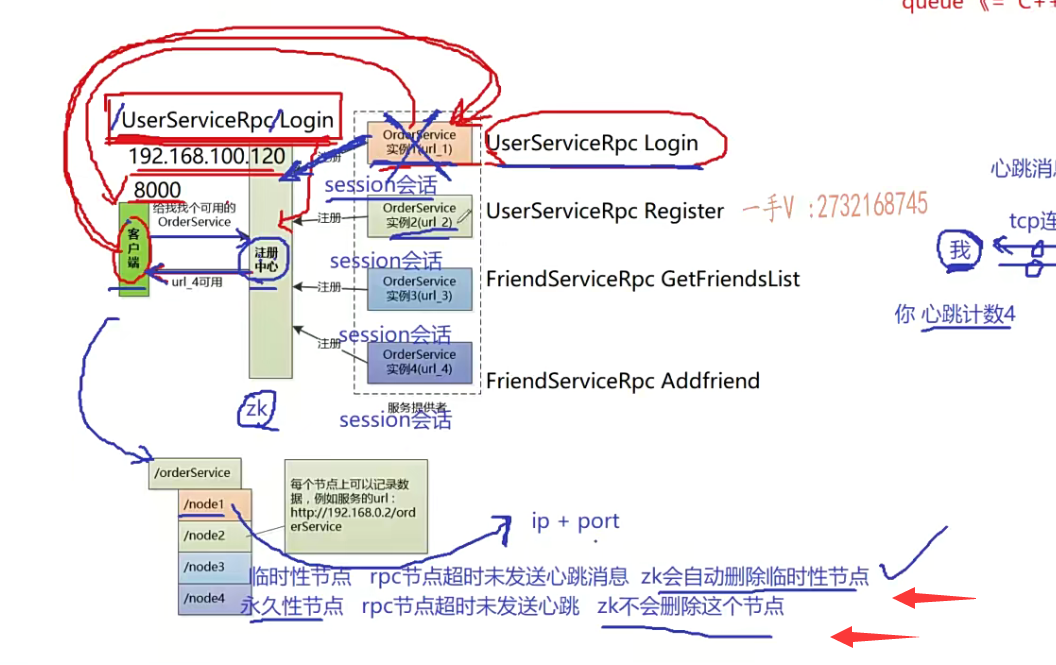 queue 《= C++
/UserServiceRpc/Login
192.168.100.120
8000
给我找个可用的
OrderService
客户端
注册中心
url_4可用
注册
OrderService
实例1(url_1)
UserServiceRpc Login
session会话
注册
OrderService
实例2(url_2)
UserServiceRpc Register
一手V :2732168745
session会话
注册
OrderService
实例3(url_3)
FriendServiceRpc GetFriendsList
session会话
注册
OrderService
实例4(url_4)
FriendServiceRpc Addfriend
服务提供者
session会话
zk
心跳消息
tcp连
我
你 心跳计数4
/orderService
/node1
/node2
/node3
/node4
每个节点上可以记录数
据，例如服务的url：
http://192.168.0.2/ord
erService
ip + port
临时性节点 rpc节点超时未发送心跳消息 zk会自动删除临时性节点
永久性节点 rpc节点超时未发送心跳 zk不会删除这个节点